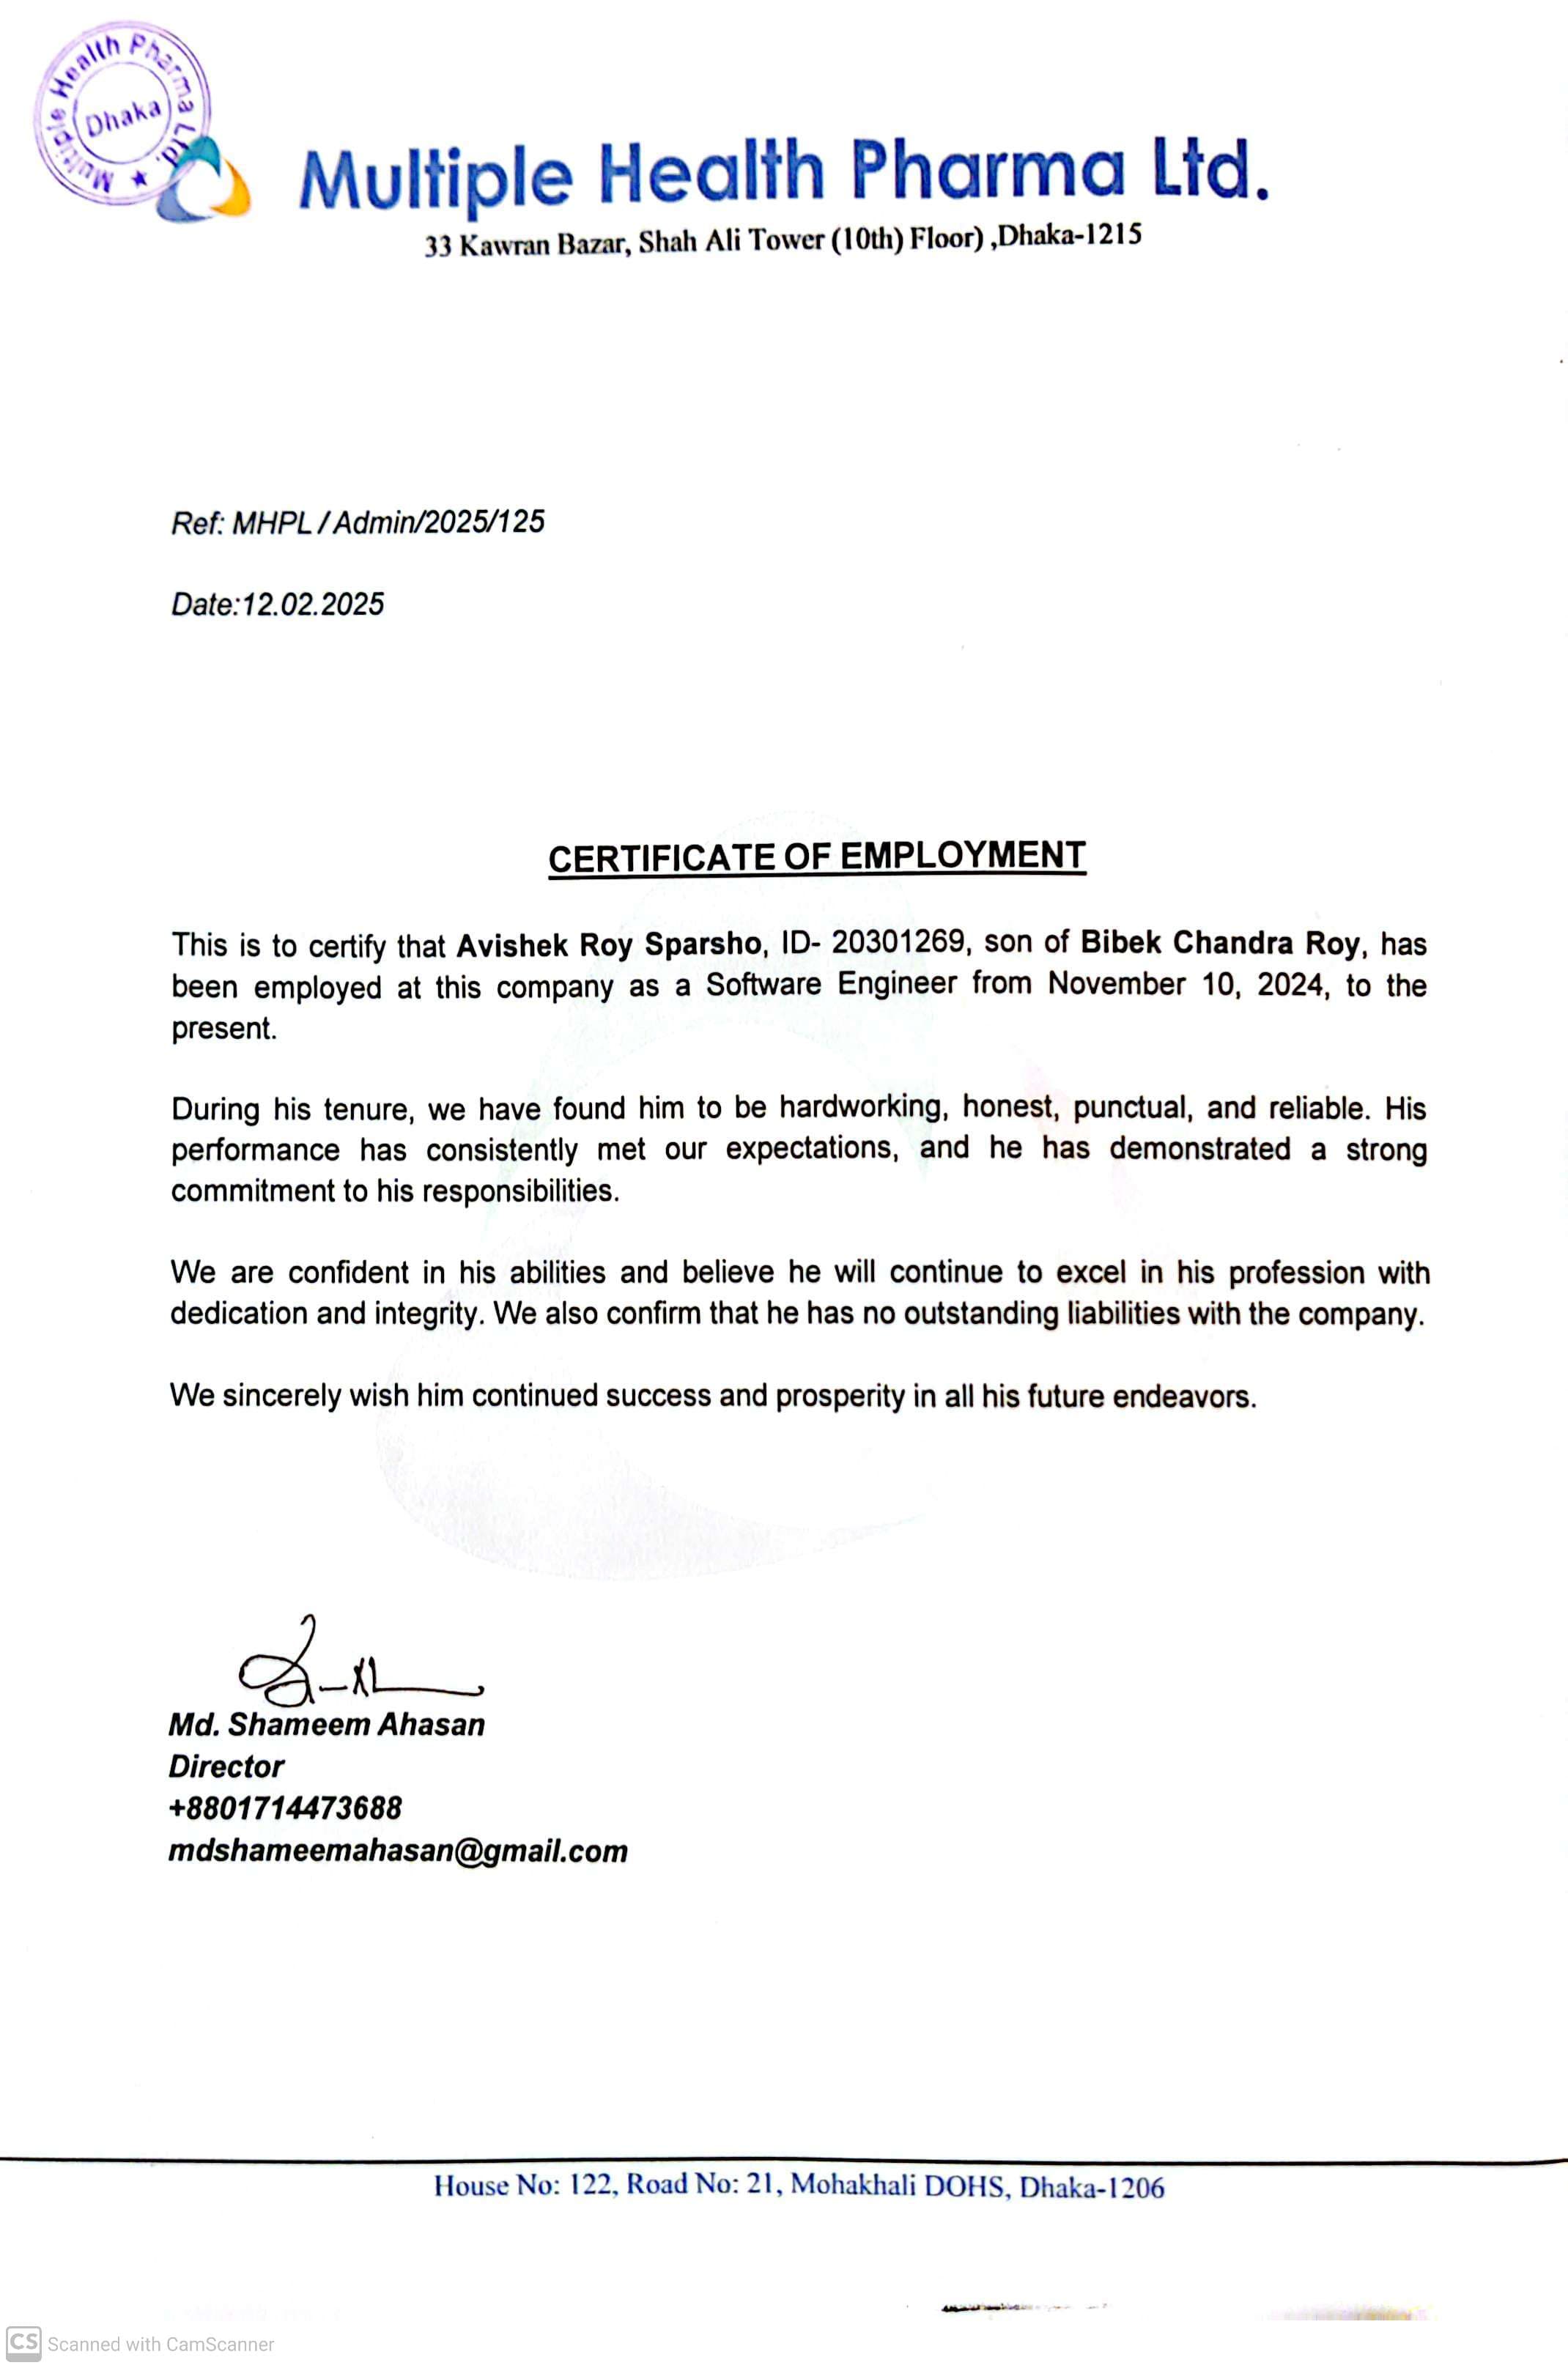 Multiple Health Pharma Ltd.
Dhaka
Multiple Health Pharma Ltd.
33 Kawran Bazar, Shah Ali Tower (10th) Floor) ,Dhaka-1215
Ref: MHPL / Admin/2025/125
Date:12.02.2025
CERTIFICATE OF EMPLOYMENT
This is to certify that Avishek Roy Sparsho, ID- 20301269, son of Bibek Chandra Roy, has
been employed at this company as a Software Engineer from November 10, 2024, to the
present.
During his tenure, we have found him to be hardworking, honest, punctual, and reliable. His
performance has consistently met our expectations, and he has demonstrated a strong
commitment to his responsibilities.
We are confident in his abilities and believe he will continue to excel in his profession with
dedication and integrity. We also confirm that he has no outstanding liabilities with the company.
We sincerely wish him continued success and prosperity in all his future endeavors.
Md. Shameem Ahasan
Director
+8801714473688
mdshameemahasan@gmail.com
House No: 122, Road No: 21, Mohakhali DOHS, Dhaka-1206
CS Scanned with CamScanner